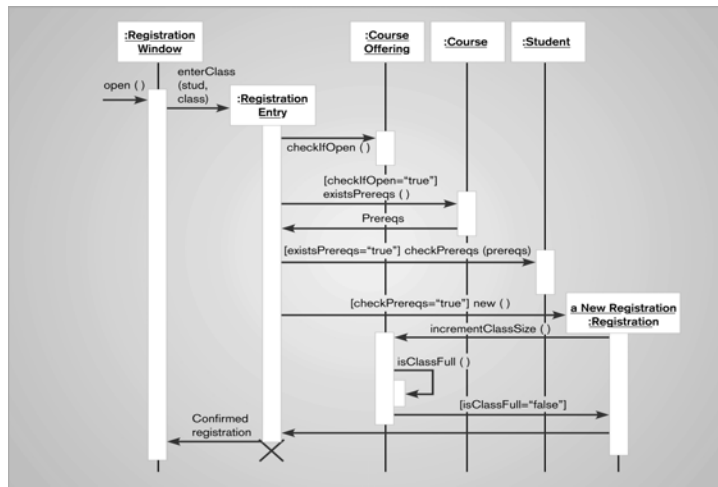 :Registration
Window
:Course
Offering
:Course
:Student
open ( )
enterClass
(stud,
class)
:Registration
Entry
checkIfOpen ( )
[checkIfOpen="true"]
existsPrereqs ( )
Prereqs
[existsPrereqs="true"] checkPrereqs (prereqs)
[checkPrereqs="true"] new ( )
a New Registration
:Registration
incrementClassSize ( )
isClassFull ( )
[isClassFull="false"]
Confirmed
registration